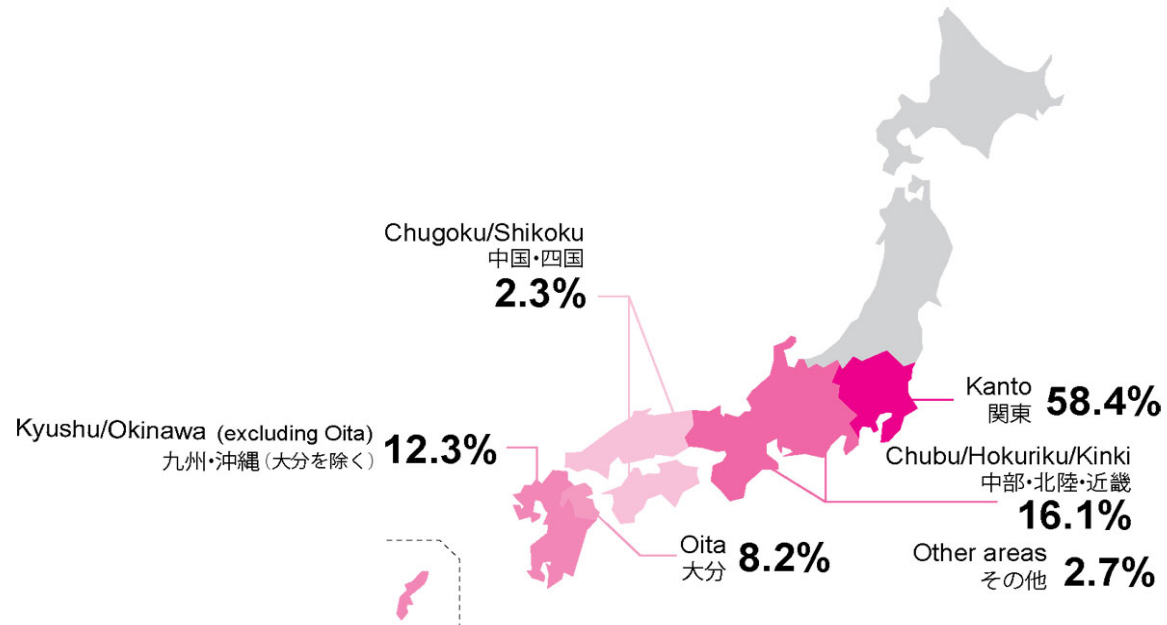 Chugoku/Shikoku
中国・四国
2.3%
Kanto
関東
58.4%
Kyushu/Okinawa (excluding Oita)
九州・沖縄(大分を除く)
12.3%
Chubu/Hokuriku/Kinki
中部・北陸・近畿
16.1%
Oita
大分
8.2%
Other areas
その他
2.7%